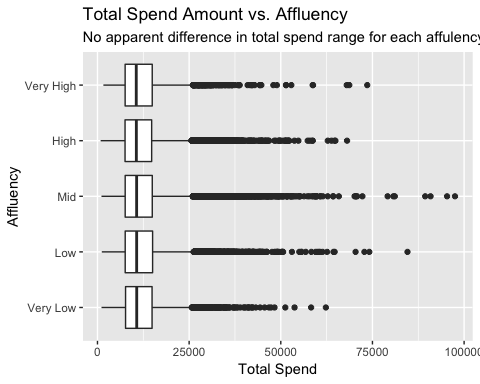 Total Spend Amount vs. Affluency
No apparent difference in total spend range for each affulency
Very High
High
Mid
Low
Very Low
Affluency
0 25000 50000 75000 100000
Total Spend